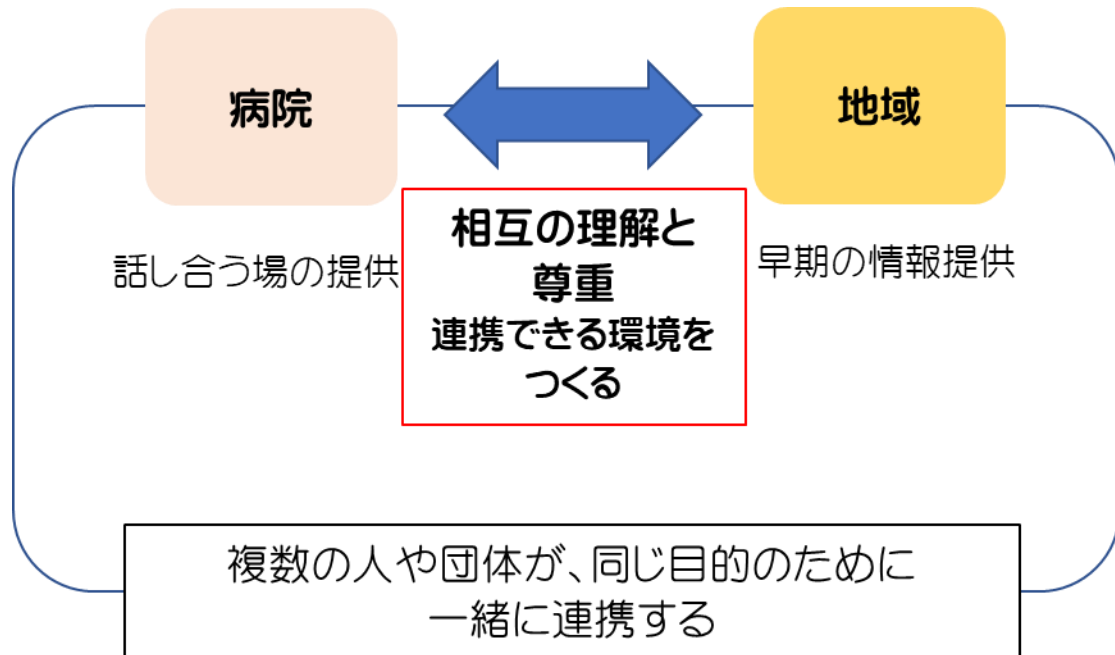 病院
地域
相互の理解と
尊重
連携できる環境を
つくる
話し合う場の提供
早期の情報提供
複数の人や団体が、同じ目的のために
一緒に連携する